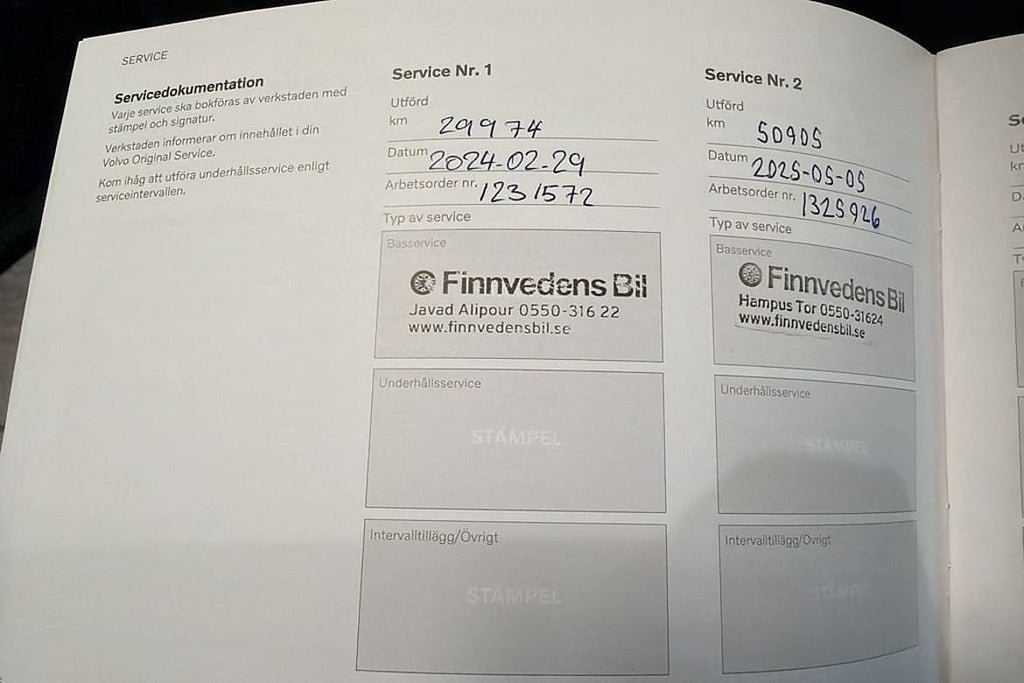 SERVICE
Servicedokumentation
Varje service ska bokföras av verkstaden med
stämpel och signatur.
Verkstaden informerar om innehållet i din
Volvo Original Service.
Kom ihåg att utföra underhållsservice enligt
serviceintervallen.
Service Nr. 1
Utförd
km 29974
Datum 2024-02-29
Arbetsorder nr. 1231572
Typ av service
Basservice
FinnvedensBil
Javad Alipour 0550-316 22
www.finnvedensbil.se
Underhållsservice
STÄMPEL
Intervalltillägg/Övrigt
STÄMPEL
Service Nr. 2
Utförd
km 50905
Datum 2025-05-05
Arbetsorder nr. 1325926
Typ av service
Basservice
FinnvedensBil
Hampus Tor 0550-31624
www.finnvedensbil.se
Underhållsservice
STÄMPEL
Intervalltillägg/Övrigt
STÄMPEL